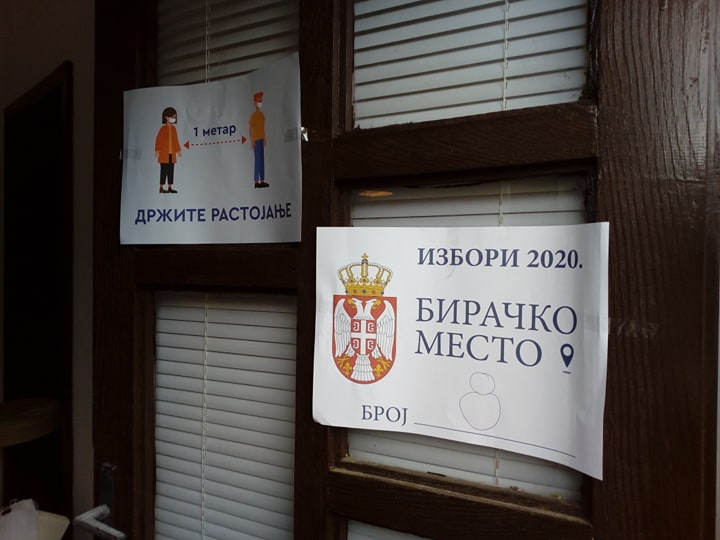 1 метар
ДРЖИТЕ РАСТОЈАЊЕ
ИЗБОРИ 2020.
БИРАЧКО
МЕСТО
БРОЈ 8